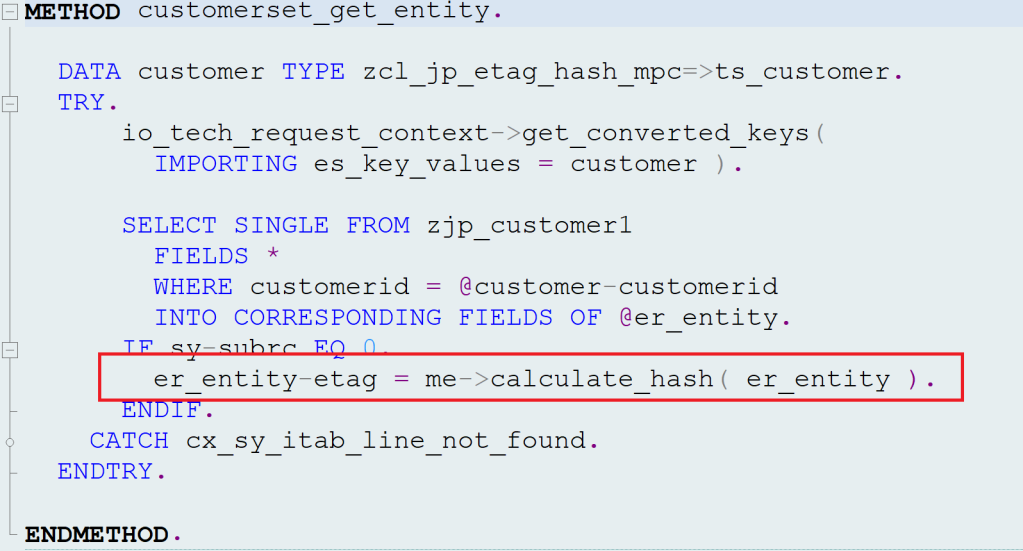 METHOD customerset_get_entity.
DATA customer TYPE zcl_jp_etag_hash_mpc=>ts_customer.
TRY.
io_tech_request_context->get_converted_keys(
IMPORTING es_key_values = customer ).
SELECT SINGLE FROM zjp_customer1
FIELDS *
WHERE customerid = @customer-customerid
INTO CORRESPONDING FIELDS OF @er_entity.
IF sy-subrc EQ 0.
er_entity-etag = me->calculate_hash( er_entity ).
ENDIF.
CATCH cx_sy_itab_line_not_found.
ENDTRY.
ENDMETHOD.